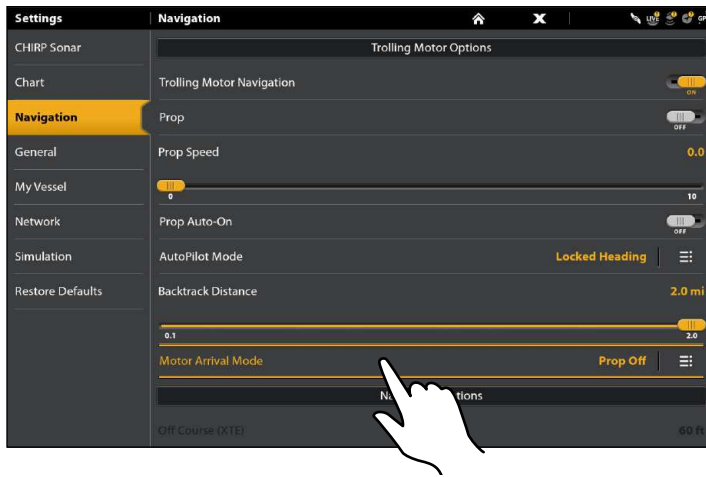 Settings
Navigation
LIVE
CHIRP Sonar
Trolling Motor Options
Chart
Trolling Motor Navigation
ON
Navigation
Prop
OFF
General
Prop Speed
0.0
My Vessel
0
10
Network
Prop Auto-On
OFF
Simulation
AutoPilot Mode
Locked Heading
Restore Defaults
Backtrack Distance
2.0 mi
0.1
2.0
Motor Arrival Mode
Prop Off
Off Course (XTE)
60 ft